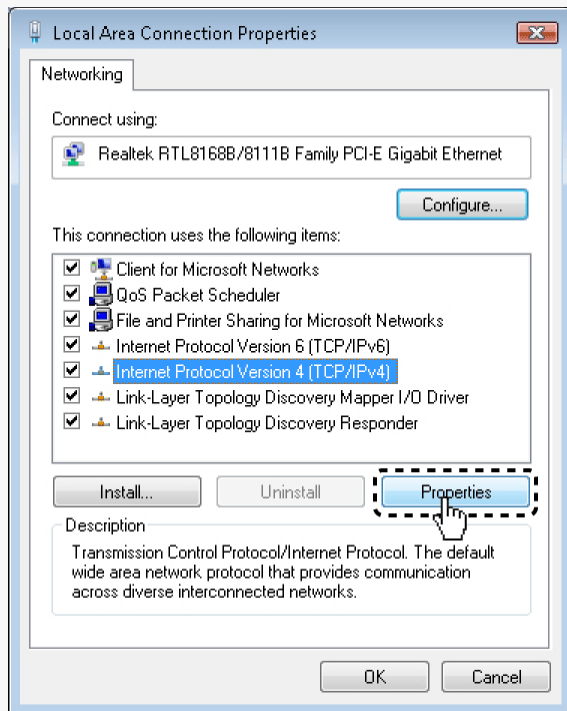 Local Area Connection Properties
Networking
Connect using:
Realtek RTL8168B/8111B Family PCI-E Gigabit Ethernet
Configure...
This connection uses the following items:
Client for Microsoft Networks
QoS Packet Scheduler
File and Printer Sharing for Microsoft Networks
Internet Protocol Version 6 (TCP/IPv6)
Internet Protocol Version 4 (TCP/IPv4)
Link-Layer Topology Discovery Mapper I/O Driver
Link-Layer Topology Discovery Responder
Install...
Uninstall
Properties
Description
Transmission Control Protocol/Internet Protocol. The default
wide area network protocol that provides communication
across diverse interconnected networks.
OK
Cancel